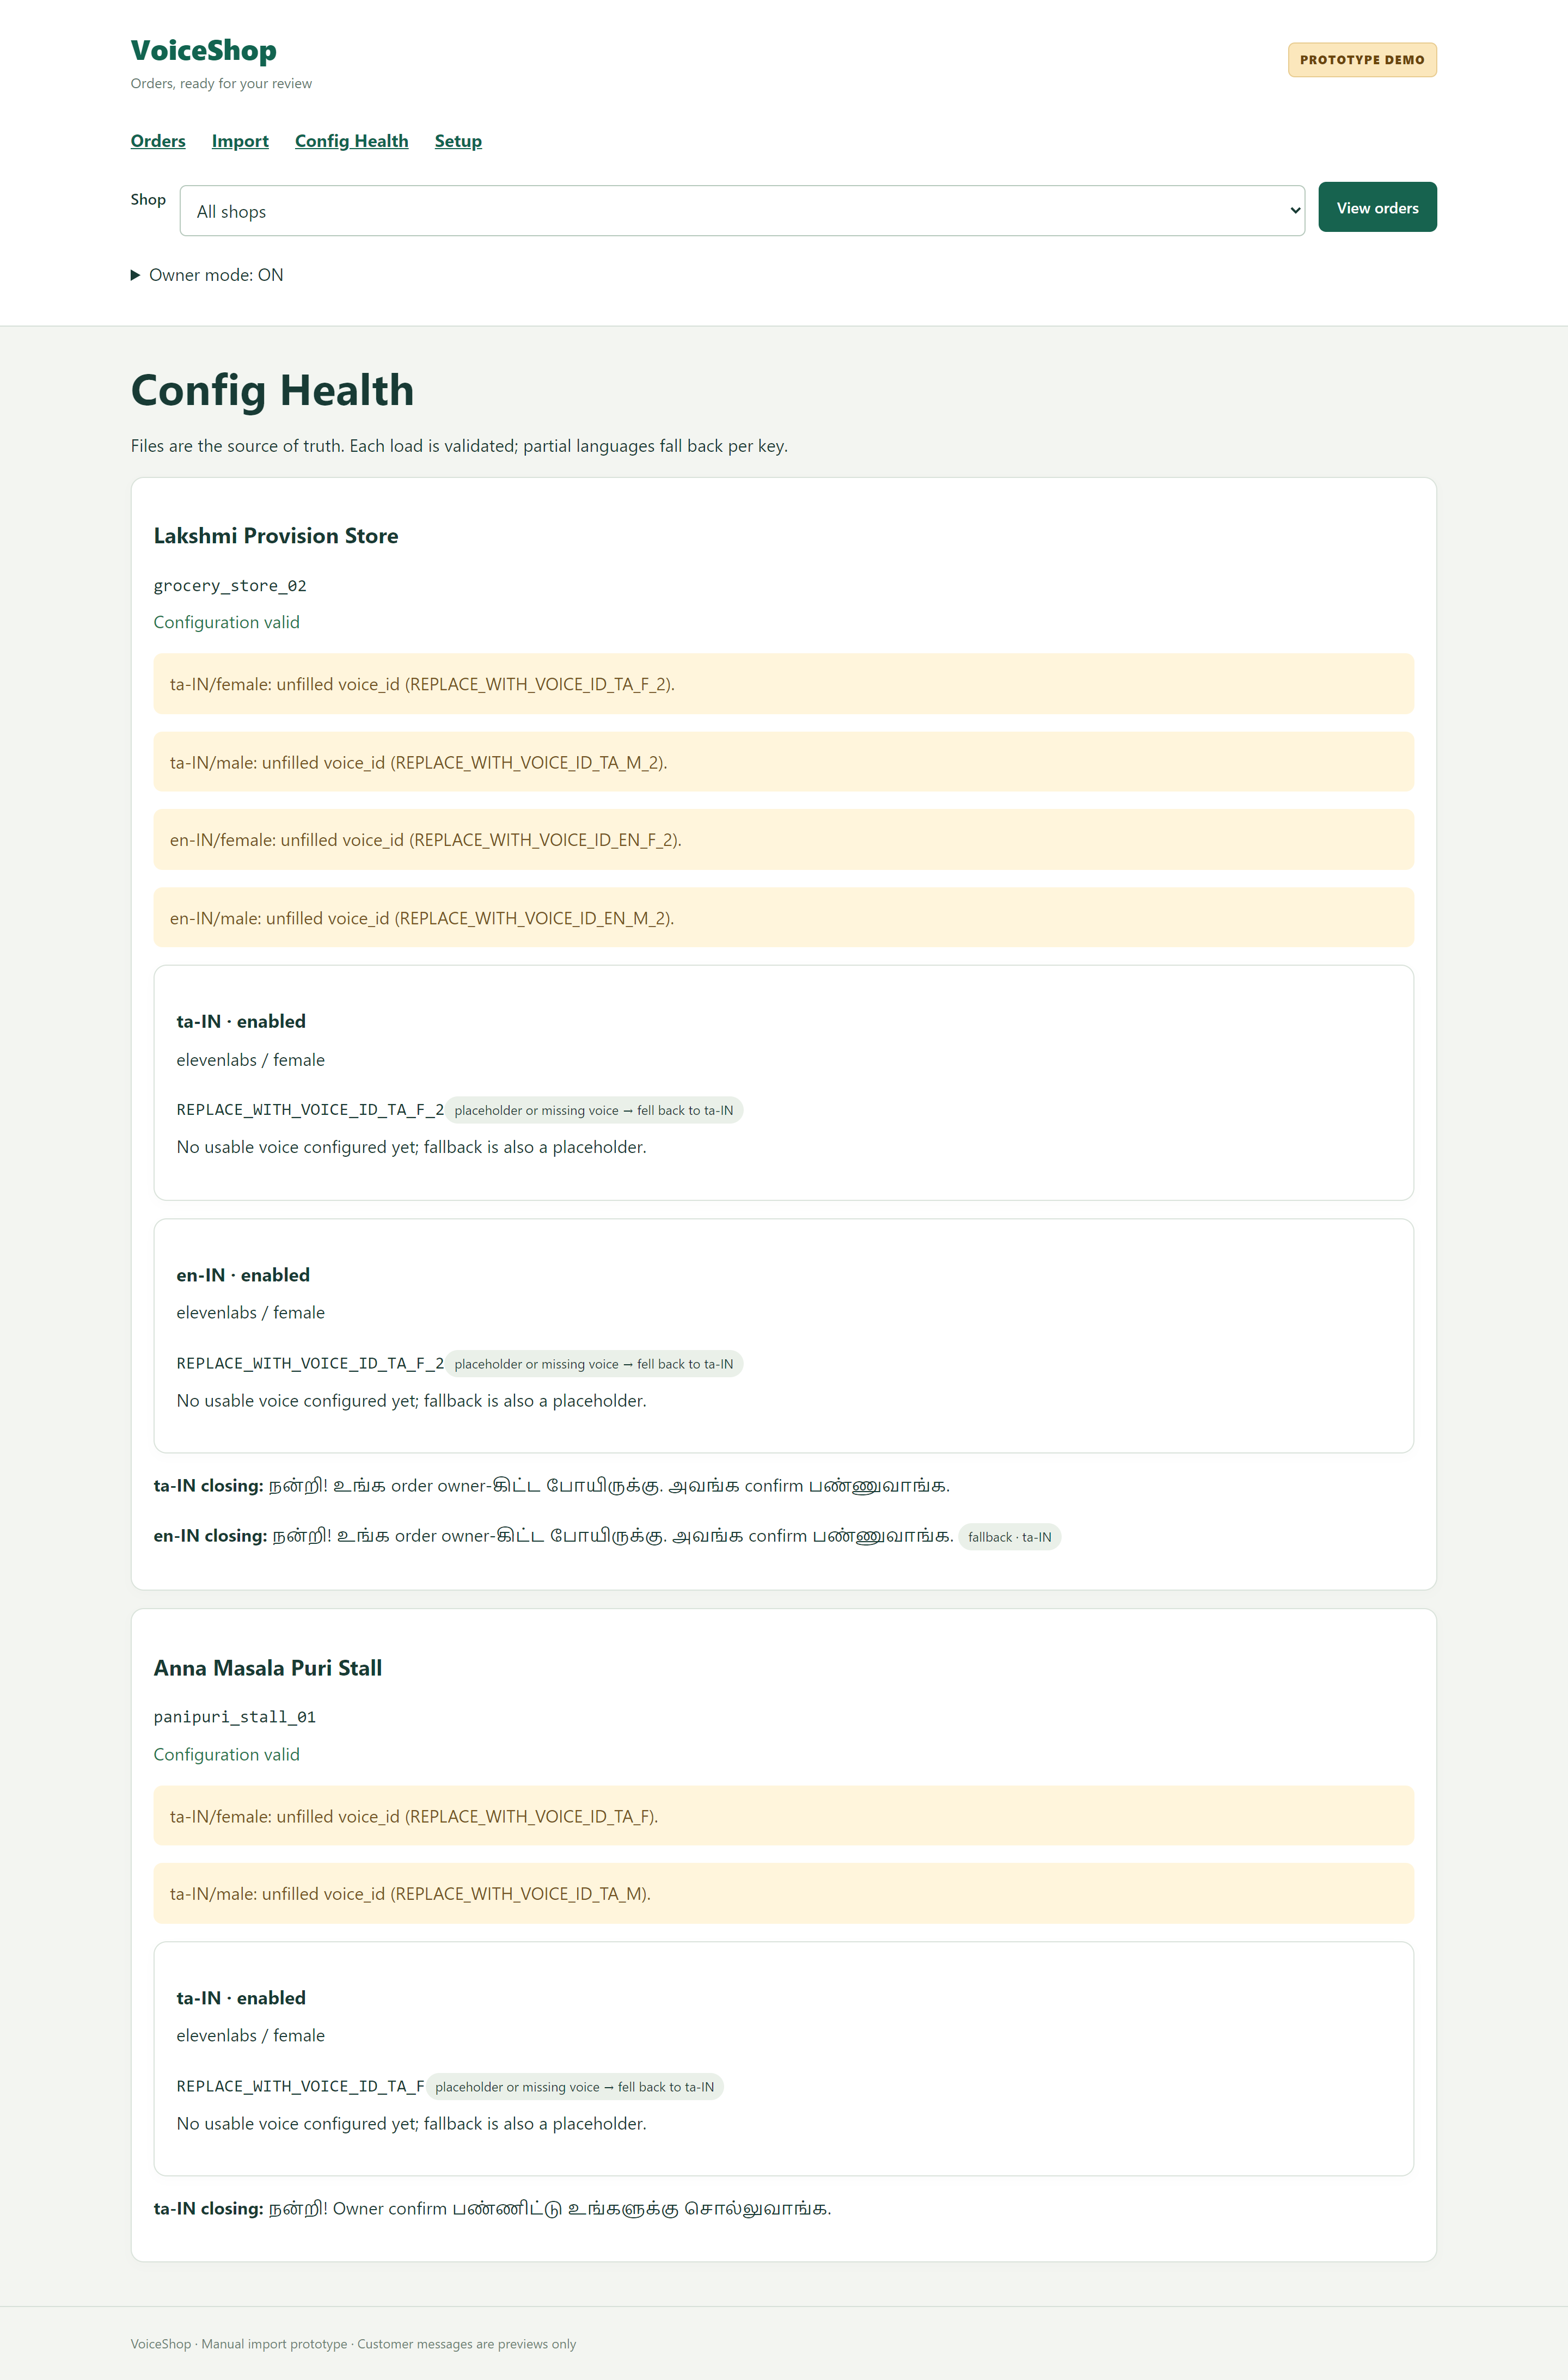 VoiceShop
Orders, ready for your review
PROTOTYPE DEMO
Orders Import Config Health Setup
Shop
All shops
View orders
Owner mode: ON
Config Health
Files are the source of truth. Each load is validated; partial languages fall back per key.
Lakshmi Provision Store
grocery_store_02
Configuration valid
ta-IN/female: unfilled voice_id (REPLACE_WITH_VOICE_ID_TA_F_2).
ta-IN/male: unfilled voice_id (REPLACE_WITH_VOICE_ID_TA_M_2).
en-IN/female: unfilled voice_id (REPLACE_WITH_VOICE_ID_EN_F_2).
en-IN/male: unfilled voice_id (REPLACE_WITH_VOICE_ID_EN_M_2).
ta-IN · enabled
elevenlabs / female
REPLACE_WITH_VOICE_ID_TA_F_2 placeholder or missing voice → fell back to ta-IN
No usable voice configured yet; fallback is also a placeholder.
en-IN · enabled
elevenlabs / female
REPLACE_WITH_VOICE_ID_TA_F_2 placeholder or missing voice → fell back to ta-IN
No usable voice configured yet; fallback is also a placeholder.
ta-IN closing: நன்றி! உங்க order owner-கிட்ட போயிருக்கு. அவங்க confirm பண்ணுவாங்க.
en-IN closing: நன்றி! உங்க order owner-கிட்ட போயிருக்கு. அவங்க confirm பண்ணுவாங்க. fallback · ta-IN
Anna Masala Puri Stall
panipuri_stall_01
Configuration valid
ta-IN/female: unfilled voice_id (REPLACE_WITH_VOICE_ID_TA_F).
ta-IN/male: unfilled voice_id (REPLACE_WITH_VOICE_ID_TA_M).
ta-IN · enabled
elevenlabs / female
REPLACE_WITH_VOICE_ID_TA_F placeholder or missing voice → fell back to ta-IN
No usable voice configured yet; fallback is also a placeholder.
ta-IN closing: நன்றி! Owner confirm பண்ணிட்டு உங்களுக்கு சொல்லுவாங்க.
VoiceShop · Manual import prototype · Customer messages are previews only